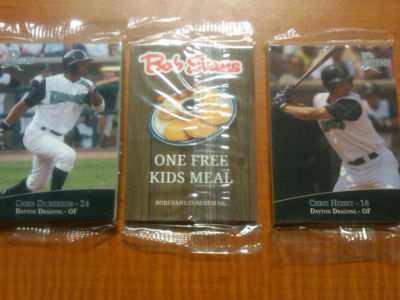 Chris Dickerson - 24
Dayton Dragons - OF
Bob Evans
ONE FREE
KIDS MEAL
BOBEVANS.COM/BEMAIL
Chris Heisey - 18
Dayton Dragons - OF